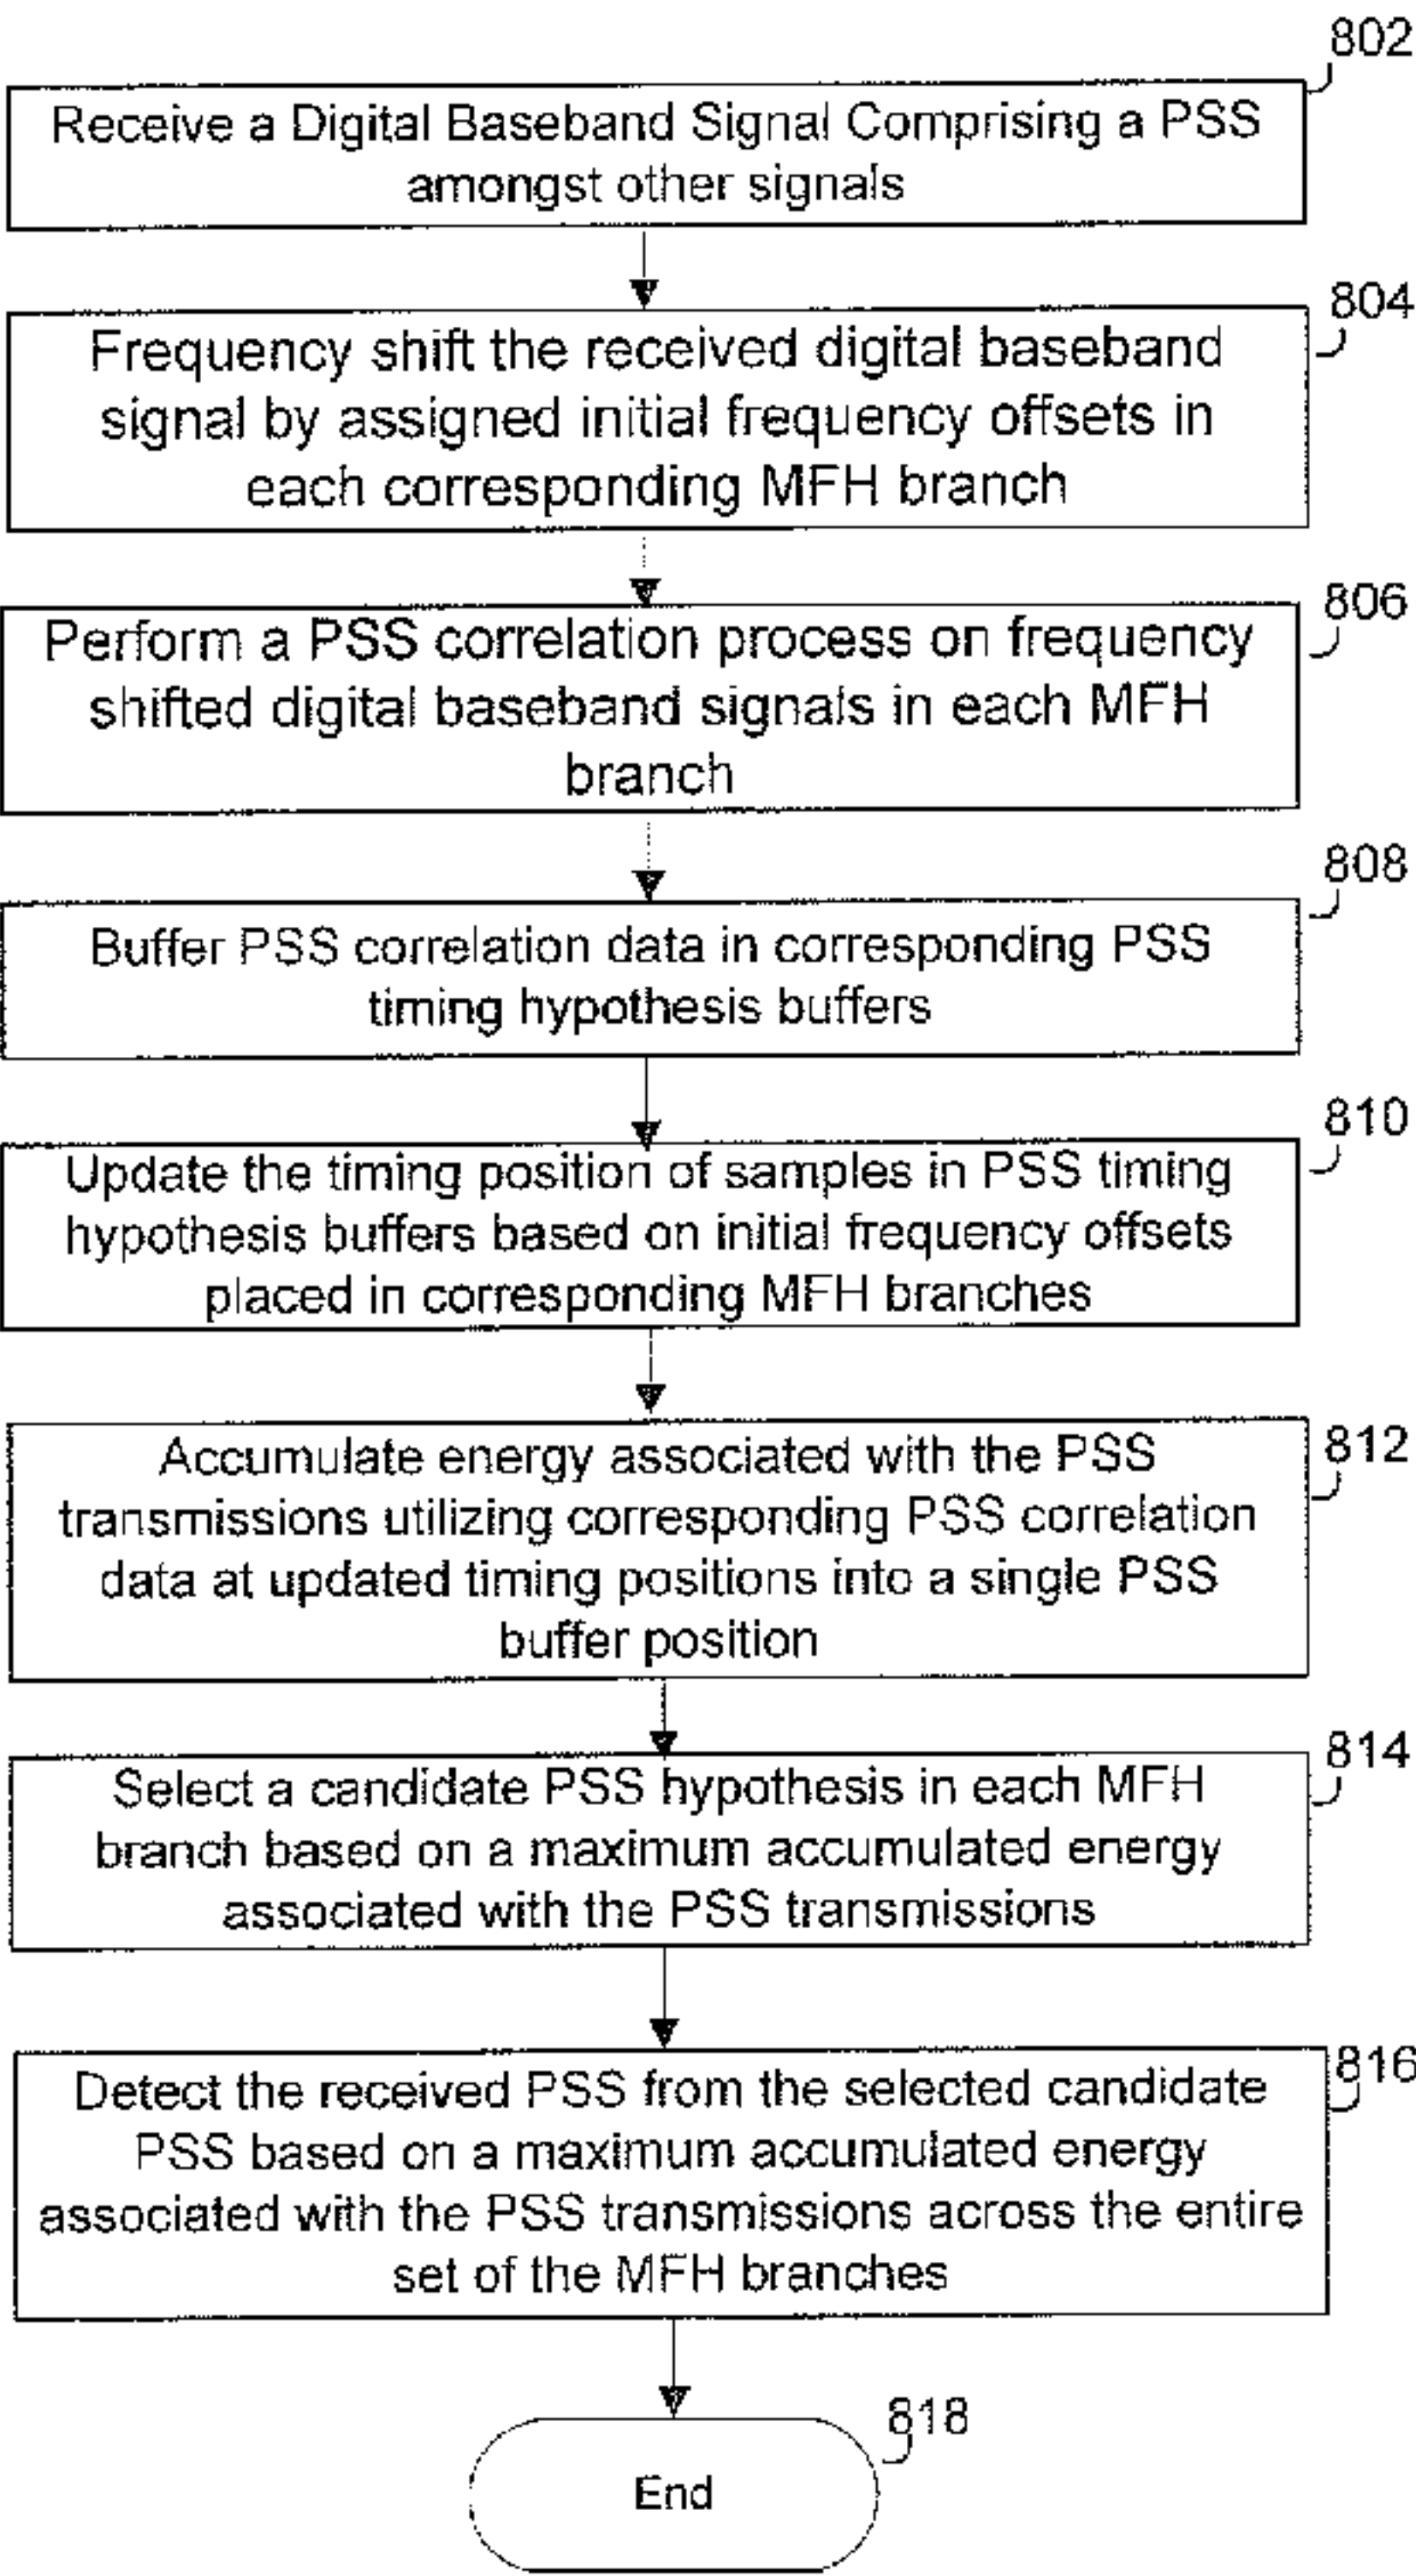 802
Receive a Digital Baseband Signal Comprising a PSS
amongst other signals
804
Frequency shift the received digital baseband
signal by assigned initial frequency offsets in
each corresponding MFH branch
806
Perform a PSS correlation process on frequency
shifted digital baseband signals in each MFH
branch
808
Buffer PSS correlation data in corresponding PSS
timing hypothesis buffers
810
Update the timing position of samples in PSS timing
hypothesis buffers based on initial frequency offsets
placed in corresponding MFH branches
812
Accumulate energy associated with the PSS
transmissions utilizing corresponding PSS correlation
data at updated timing positions into a single PSS
buffer position
814
Select a candidate PSS hypothesis in each MFH
branch based on a maximum accumulated energy
associated with the PSS transmissions
816
Detect the received PSS from the selected candidate
PSS based on a maximum accumulated energy
associated with the PSS transmissions across the entire
set of the MFH branches
818
End